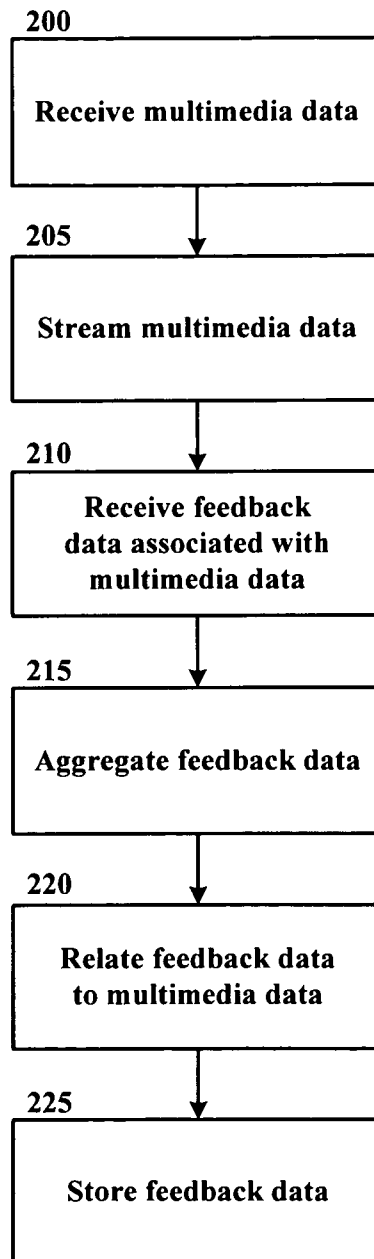 200
Receive multimedia data
205
Stream multimedia data
210
Receive feedback
data associated with
multimedia data
215
Aggregate feedback data
220
Relate feedback data
to multimedia data
225
Store feedback data